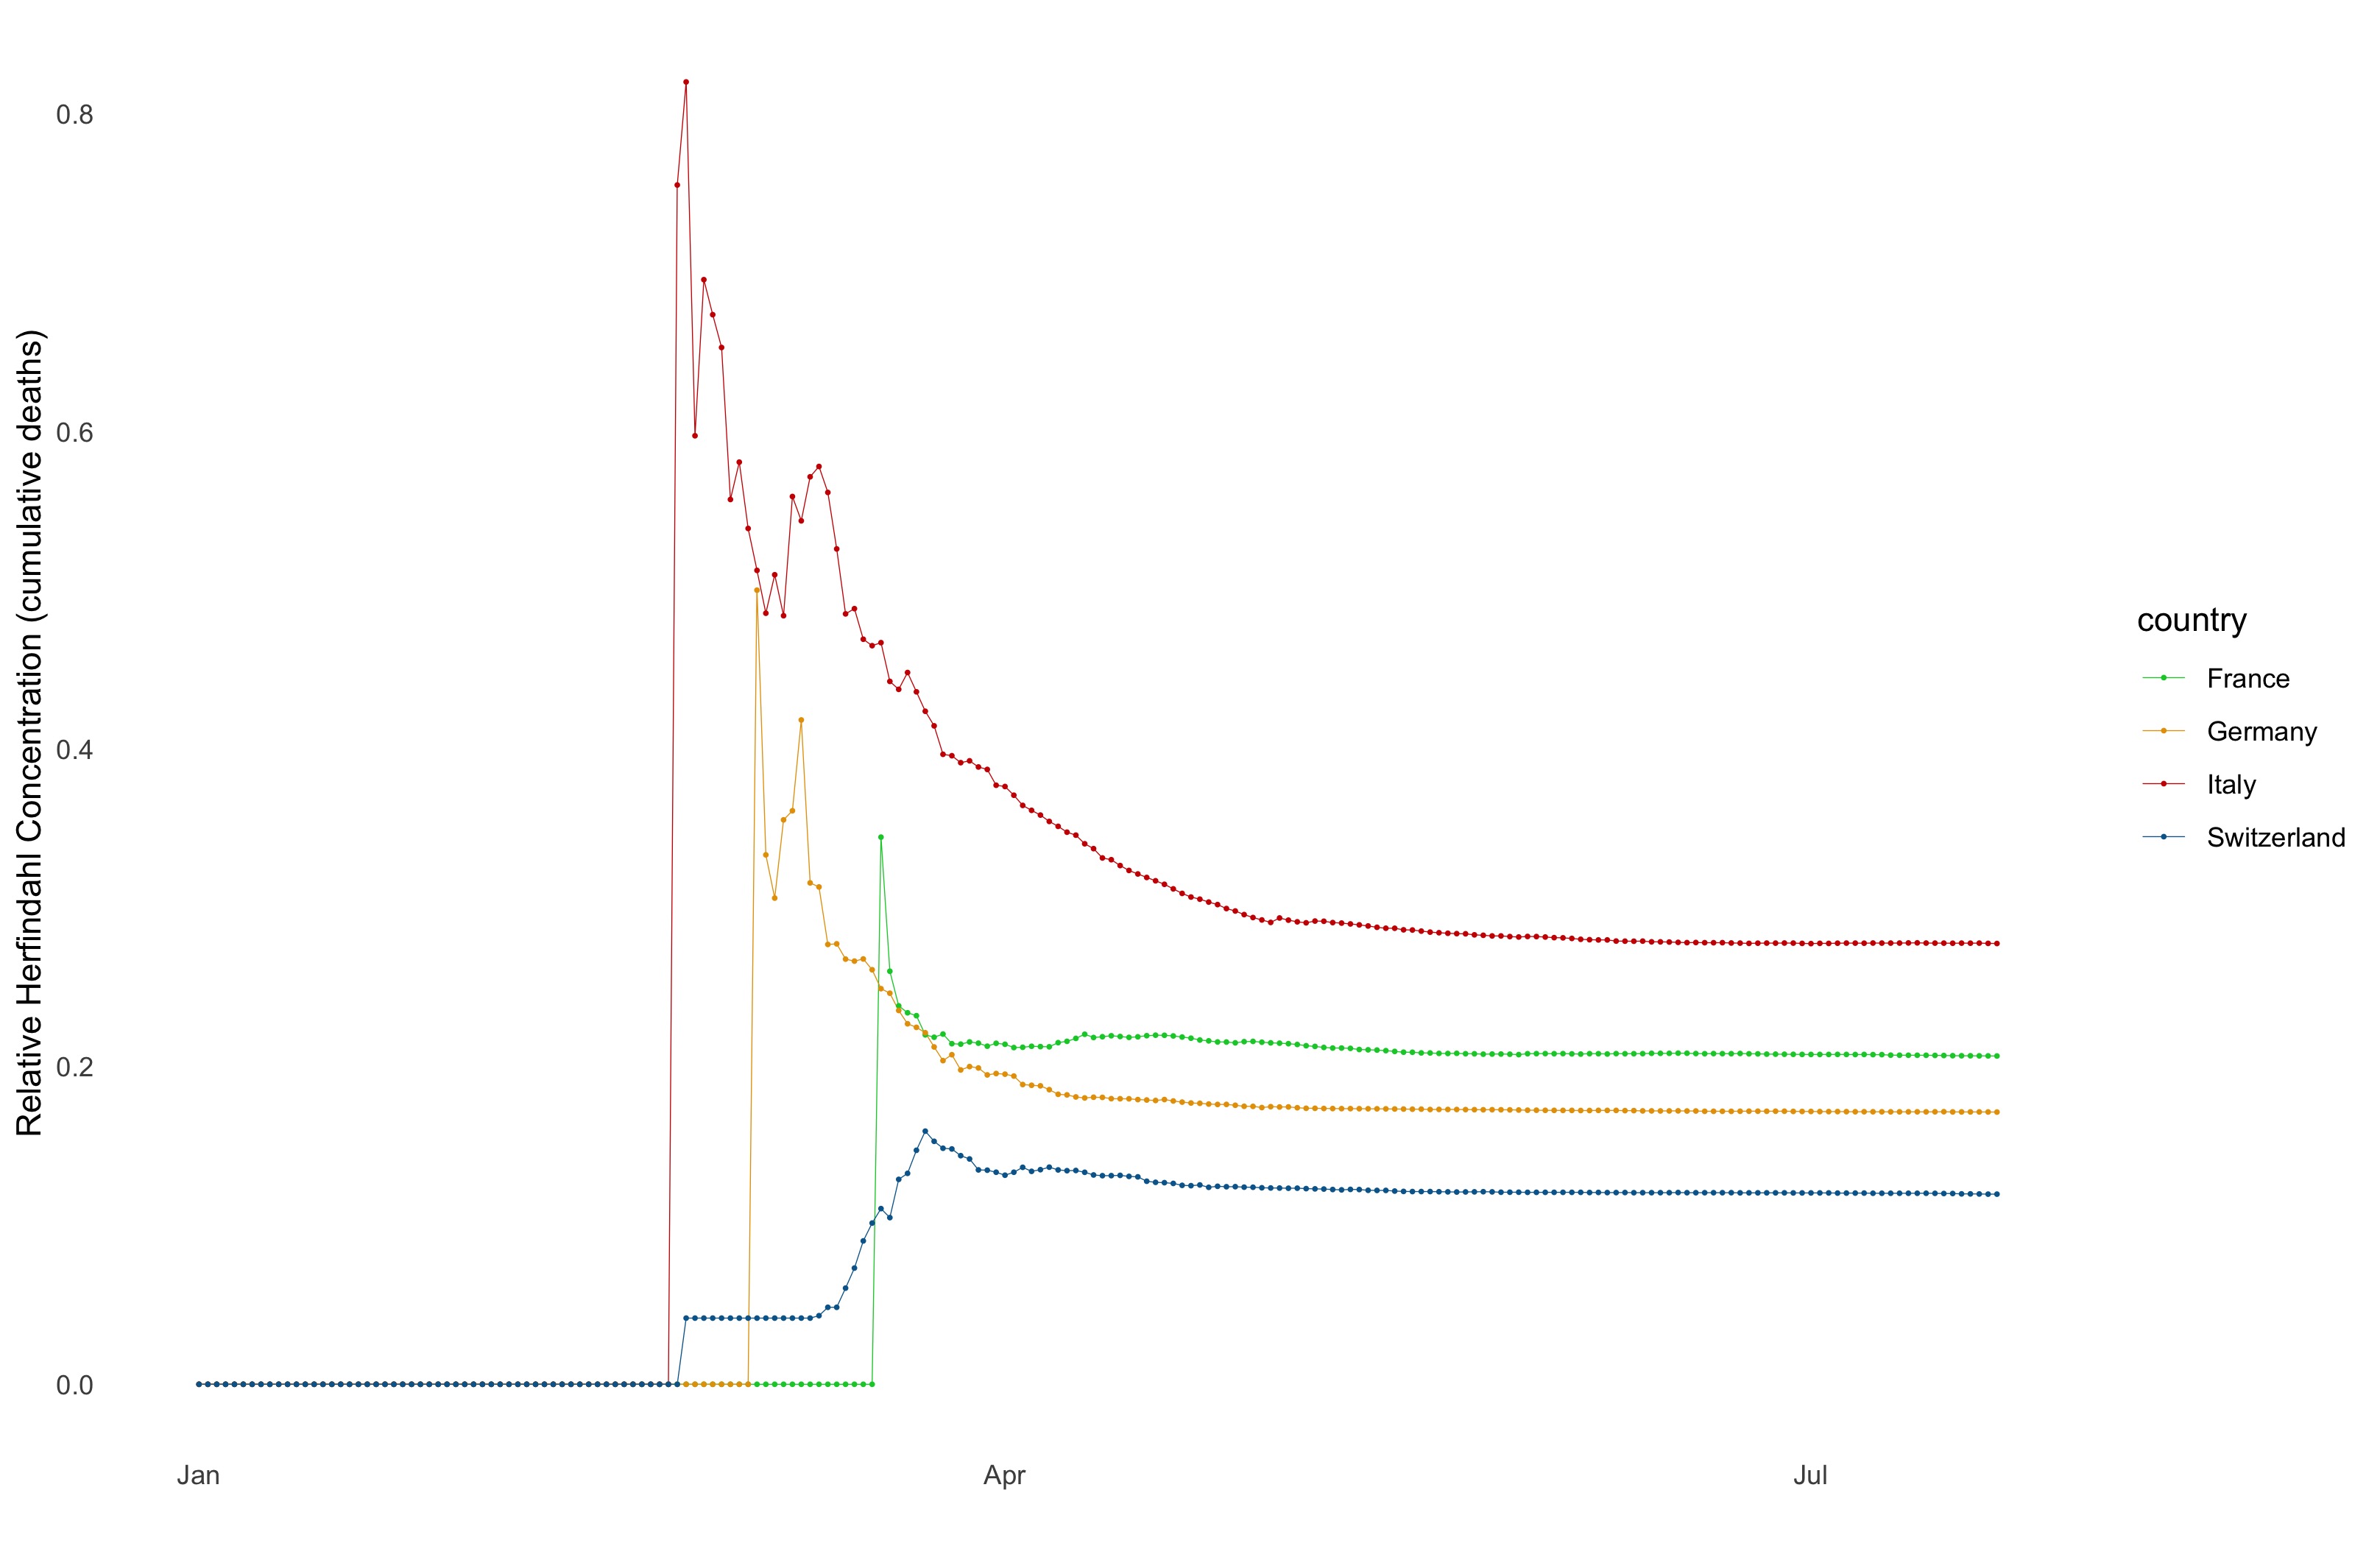 Relative Herfindahl Concentration (cumulative deaths)
0.8
0.6
0.4
0.2
0.0
Jan
Apr
Jul
country
France
Germany
Italy
Switzerland